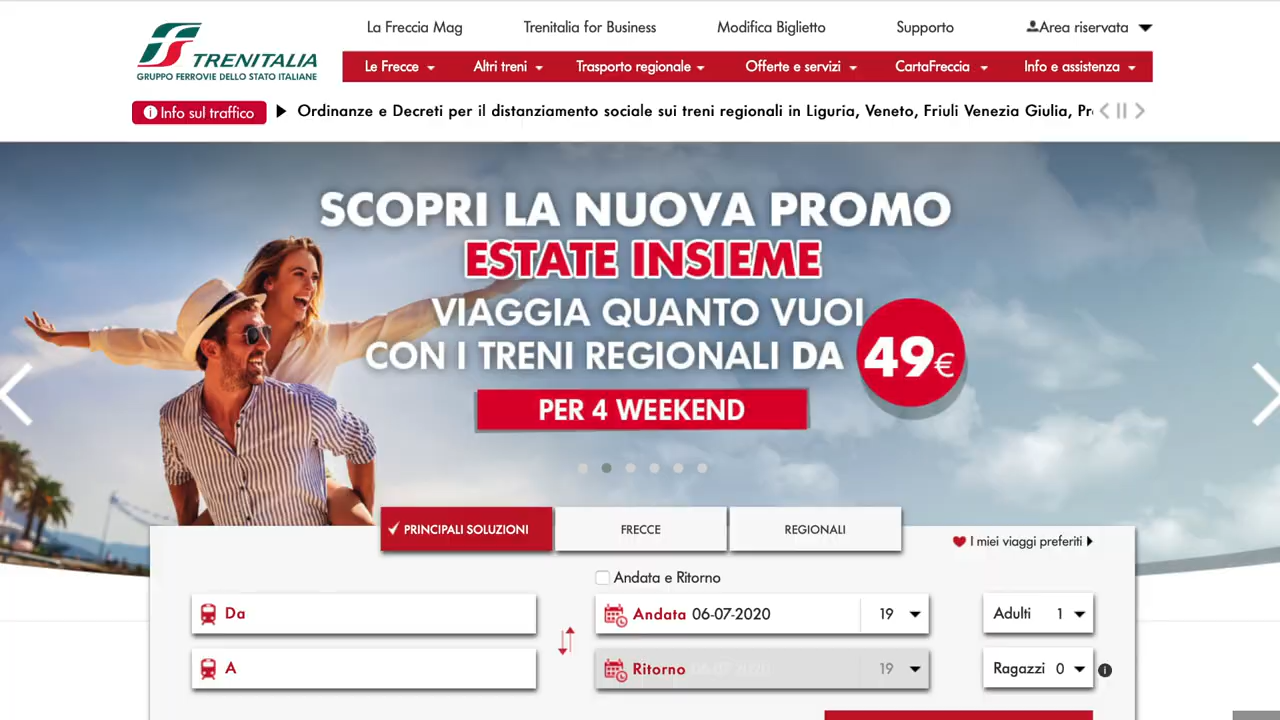 La Freccia Mag
Trenitalia for Business
Modifica Biglietto
Supporto
Area riservata
TRENITALIA
GRUPPO FERROVIE DELLO STATO ITALIANE
Le Frecce
Altri treni
Trasporto regionale
Offerte e servizi
CartaFreccia
Info e assistenza
Info sul traffico
Ordinanze e Decreti per il distanziamento sociale sui treni regionali in Liguria, Veneto, Friuli Venezia Giulia, Pr
SCOPRI LA NUOVA PROMO
ESTATE INSIEME
VIAGGIA QUANTO VUOI
CON I TRENI REGIONALI DA 49€
PER 4 WEEKEND
PRINCIPALI SOLUZIONI
FRECCE
REGIONALI
I miei viaggi preferiti
Andata e Ritorno
Da
Andata 06-07-2020 19
Adulti 1
A
Ritorno 06-07-2020 19
Ragazzi 0